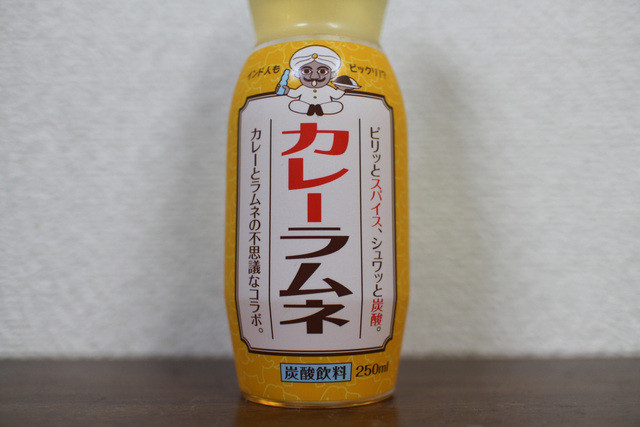 インド人も ビックリ!?
ピリッとスパイス、シュワッと炭酸。
カレーラムネ
カレーとラムネの不思議なコラボ。
炭酸飲料 250ml